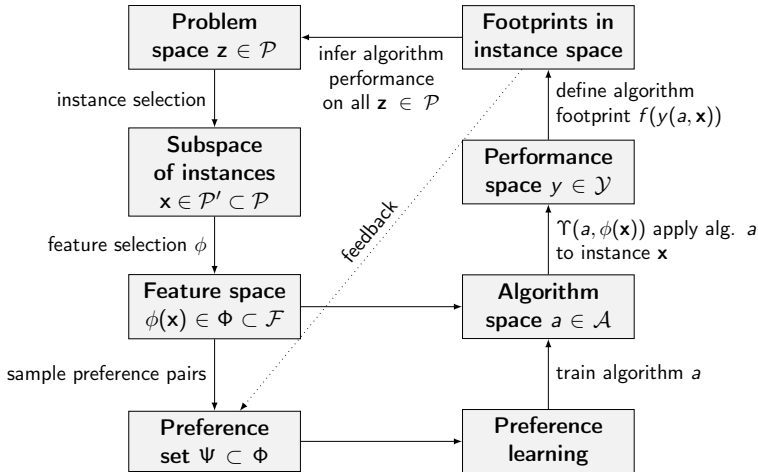 Problem
space z ∈ 𝒫
Footprints in
instance space
infer algorithm
performance
on all z ∈ 𝒫
instance selection
define algorithm
footprint f(y(a, x))
Subspace
of instances
x ∈ 𝒫′ ⊂ 𝒫
Performance
space y ∈ 𝒴
feedback
feature selection ϕ
Υ(a, ϕ(x)) apply alg. a
to instance x
Feature space
ϕ(x) ∈ Φ ⊂ ℱ
Algorithm
space a ∈ 𝒜
sample preference pairs
train algorithm a
Preference
set Ψ ⊂ Φ
Preference
learning